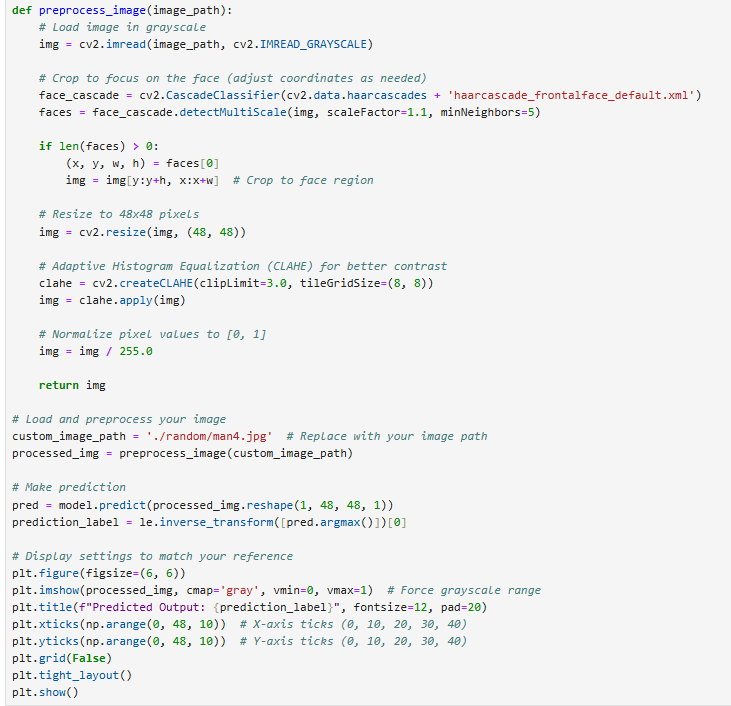 def preprocess_image(image_path):
    # Load image in grayscale
    img = cv2.imread(image_path, cv2.IMREAD_GRAYSCALE)

    # Crop to focus on the face (adjust coordinates as needed)
    face_cascade = cv2.CascadeClassifier(cv2.data.haarcascades + 'haarcascade_frontalface_default.xml')
    faces = face_cascade.detectMultiScale(img, scaleFactor=1.1, minNeighbors=5)

    if len(faces) > 0:
        (x, y, w, h) = faces[0]
        img = img[y:y+h, x:x+w]  # Crop to face region

    # Resize to 48x48 pixels
    img = cv2.resize(img, (48, 48))

    # Adaptive Histogram Equalization (CLAHE) for better contrast
    clahe = cv2.createCLAHE(clipLimit=3.0, tileGridSize=(8, 8))
    img = clahe.apply(img)

    # Normalize pixel values to [0, 1]
    img = img / 255.0

    return img

# Load and preprocess your image
custom_image_path = './random/man4.jpg'  # Replace with your image path
processed_img = preprocess_image(custom_image_path)

# Make prediction
pred = model.predict(processed_img.reshape(1, 48, 48, 1))
prediction_label = le.inverse_transform([pred.argmax()])[0]

# Display settings to match your reference
plt.figure(figsize=(6, 6))
plt.imshow(processed_img, cmap='gray', vmin=0, vmax=1)  # Force grayscale range
plt.title(f"Predicted Output: {prediction_label}", fontsize=12, pad=20)
plt.xticks(np.arange(0, 48, 10))  # X-axis ticks (0, 10, 20, 30, 40)
plt.yticks(np.arange(0, 48, 10))  # Y-axis ticks (0, 10, 20, 30, 40)
plt.grid(False)
plt.tight_layout()
plt.show()